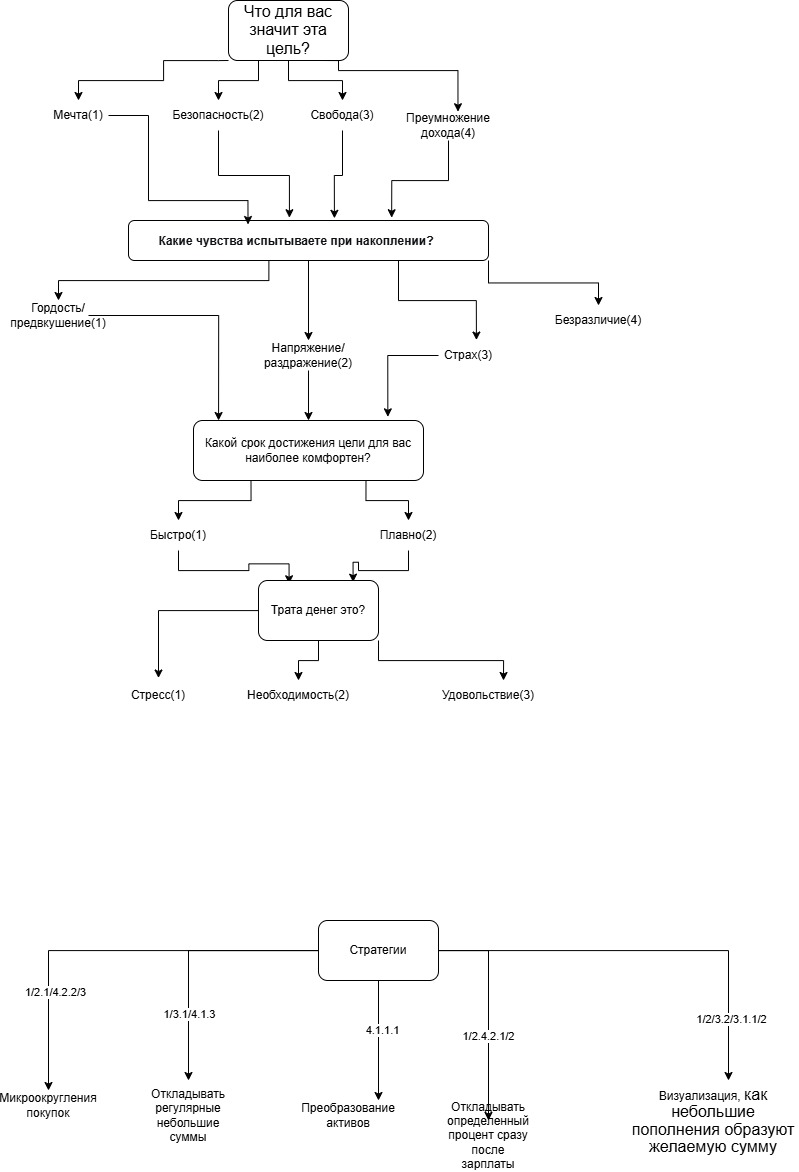 Что для вас
значит эта
цель?
Мечта(1)
Безопасность(2)
Свобода(3)
Преумножение
дохода(4)
Какие чувства испытываете при накоплении?
Гордость/
предвкушение(1)
Напряжение/
раздражение(2)
Страх(3)
Безразличие(4)
Какой срок достижения цели для вас
наиболее комфортен?
Быстро(1)
Плавно(2)
Трата денег это?
Стресс(1)
Необходимость(2)
Удовольствие(3)
Стратегии
1/2.1/4.2.2/3
1/3.1/4.1.3
4.1.1.1
1/2.4.2.1/2
1/2/3.2/3.1.1/2
Микроокругления
покупок
Откладывать
регулярные
небольшие
суммы
Преобразование
активов
Откладывать
определенный
процент сразу
после
зарплаты
Визуализация, как
небольшие
пополнения образуют
желаемую сумму